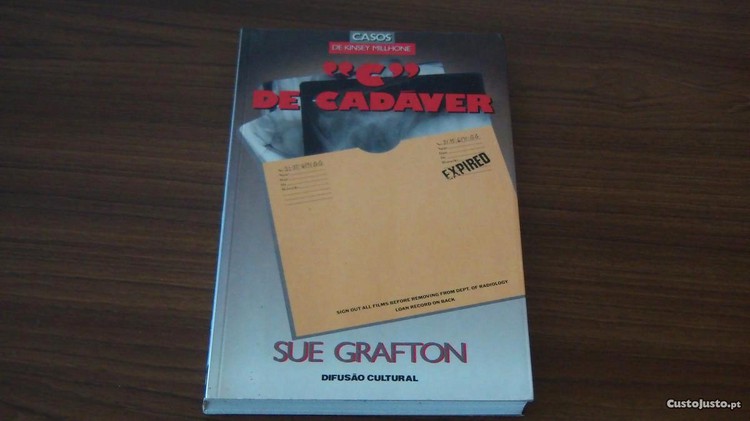 CASOS
DE KINSEY MILLHONE
"C"
DE CADÁVER
EXPIRED
SIGN OUT ALL FILMS BEFORE REMOVING FROM DEPT. OF RADIOLOGY
LOAN RECORD ON BACK
SUE GRAFTON
DIFUSÃO CULTURAL
CustoJusto.pt